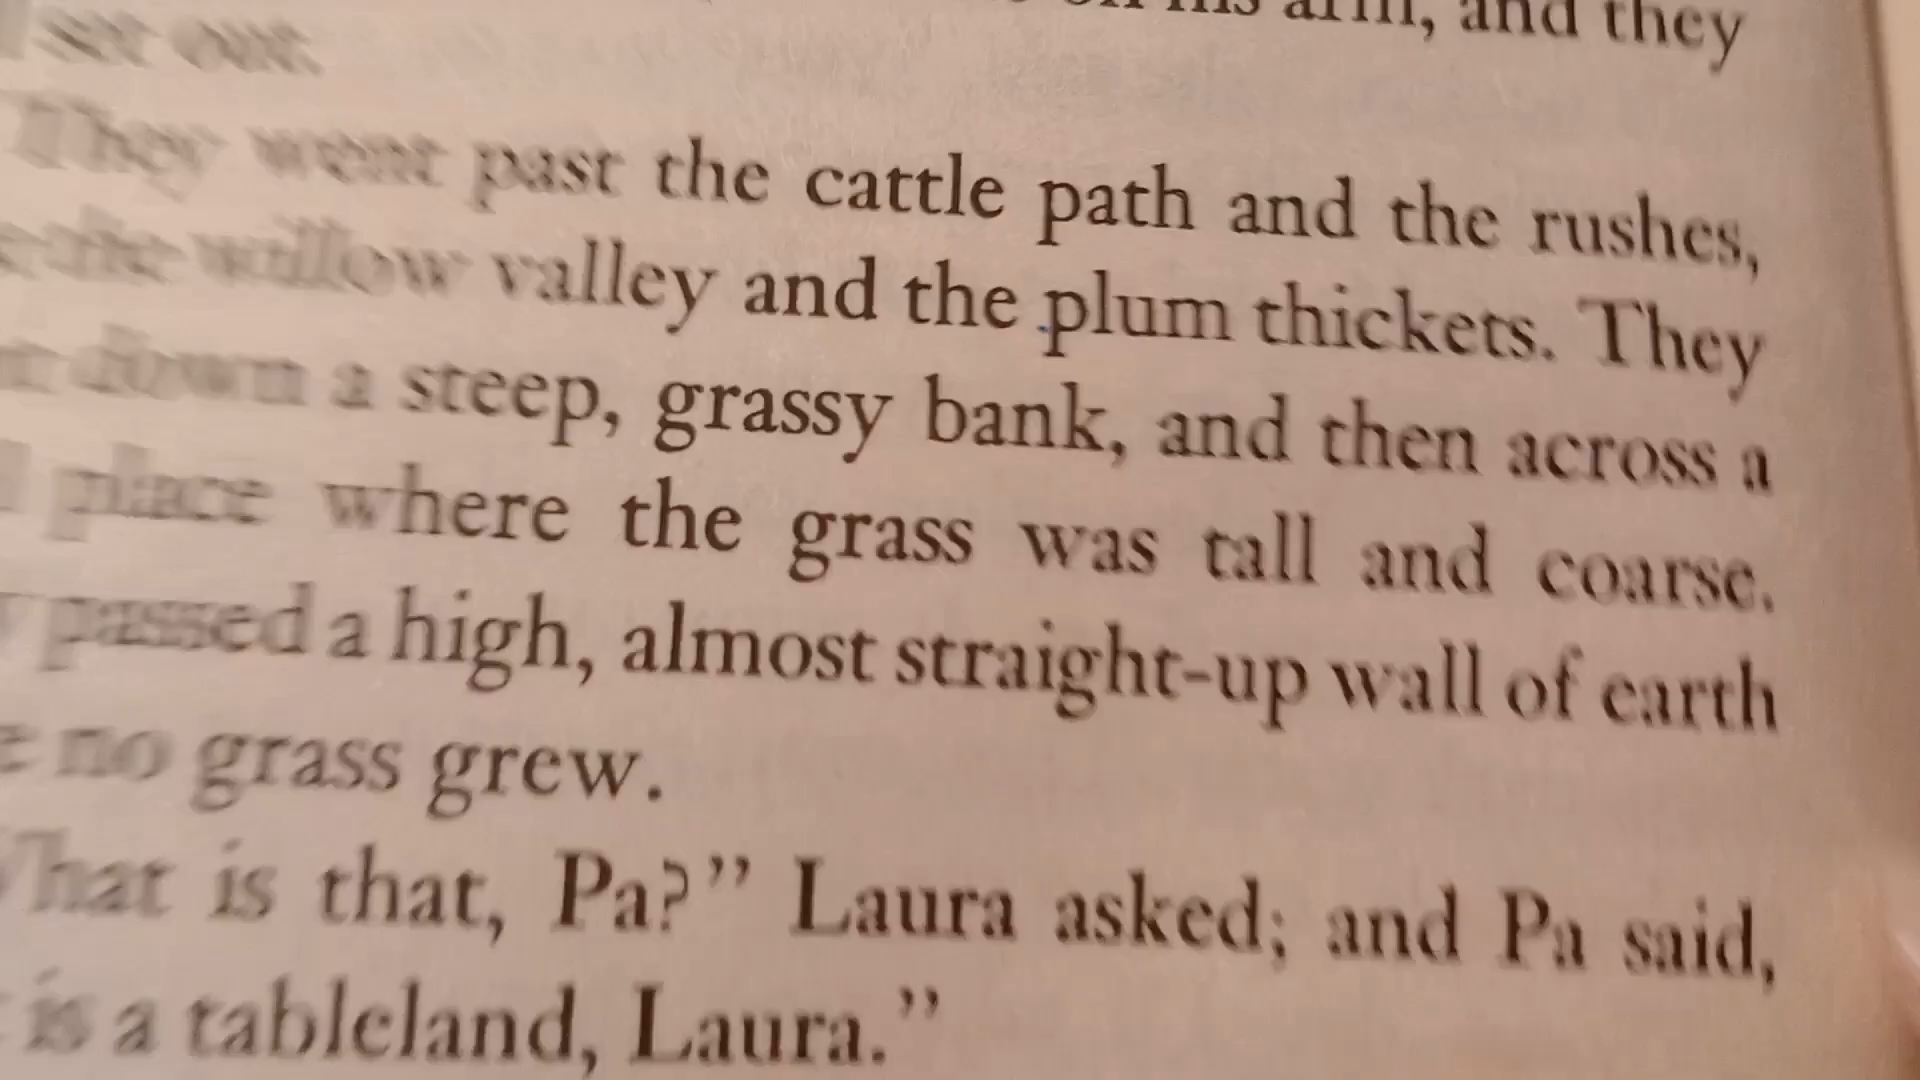 on his arm, and they
set out.
They went past the cattle path and the rushes,
the willow valley and the plum thickets. They
down a steep, grassy bank, and then across a
place where the grass was tall and coarse.
passed a high, almost straight-up wall of earth
no grass grew.
What is that, Pa?” Laura asked; and Pa said,
is a tableland, Laura.”